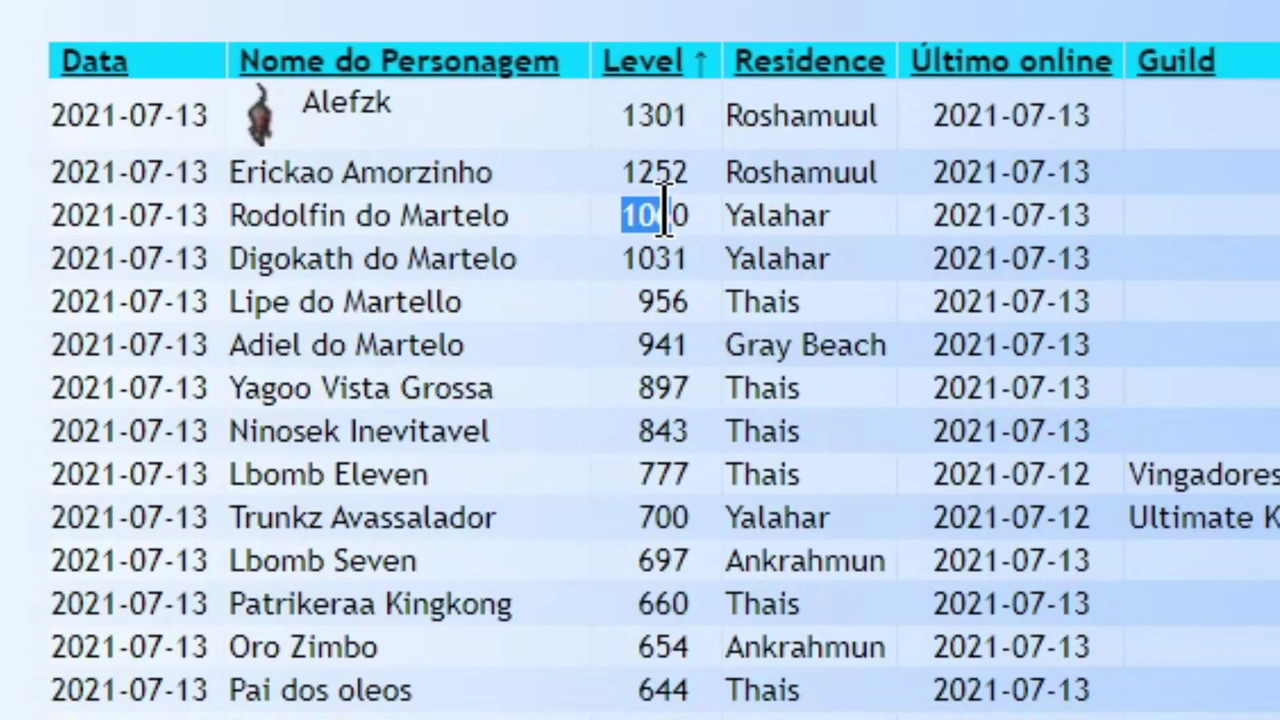 Data Nome do Personagem Level ↑ Residence Último online Guild
2021-07-13 Alefzk 1301 Roshamuul 2021-07-13
2021-07-13 Erickao Amorzinho 1252 Roshamuul 2021-07-13
2021-07-13 Rodolfin do Martelo Yalahar 2021-07-13
2021-07-13 Digokath do Martelo 1031 Yalahar 2021-07-13
2021-07-13 Lipe do Martello 956 Thais 2021-07-13
2021-07-13 Adiel do Martelo 941 Gray Beach 2021-07-13
2021-07-13 Yagoo Vista Grossa 897 Thais 2021-07-13
2021-07-13 Ninosek Inevitavel 843 Thais 2021-07-13
2021-07-13 Lbomb Eleven 777 Thais 2021-07-12 Vingadores
2021-07-13 Trunkz Avassalador 700 Yalahar 2021-07-12 Ultimate K
2021-07-13 Lbomb Seven 697 Ankrahmun 2021-07-13
2021-07-13 Patrikeraa Kingkong 660 Thais 2021-07-13
2021-07-13 Oro Zimbo 654 Ankrahmun 2021-07-13
2021-07-13 Pai dos oleos 644 Thais 2021-07-13